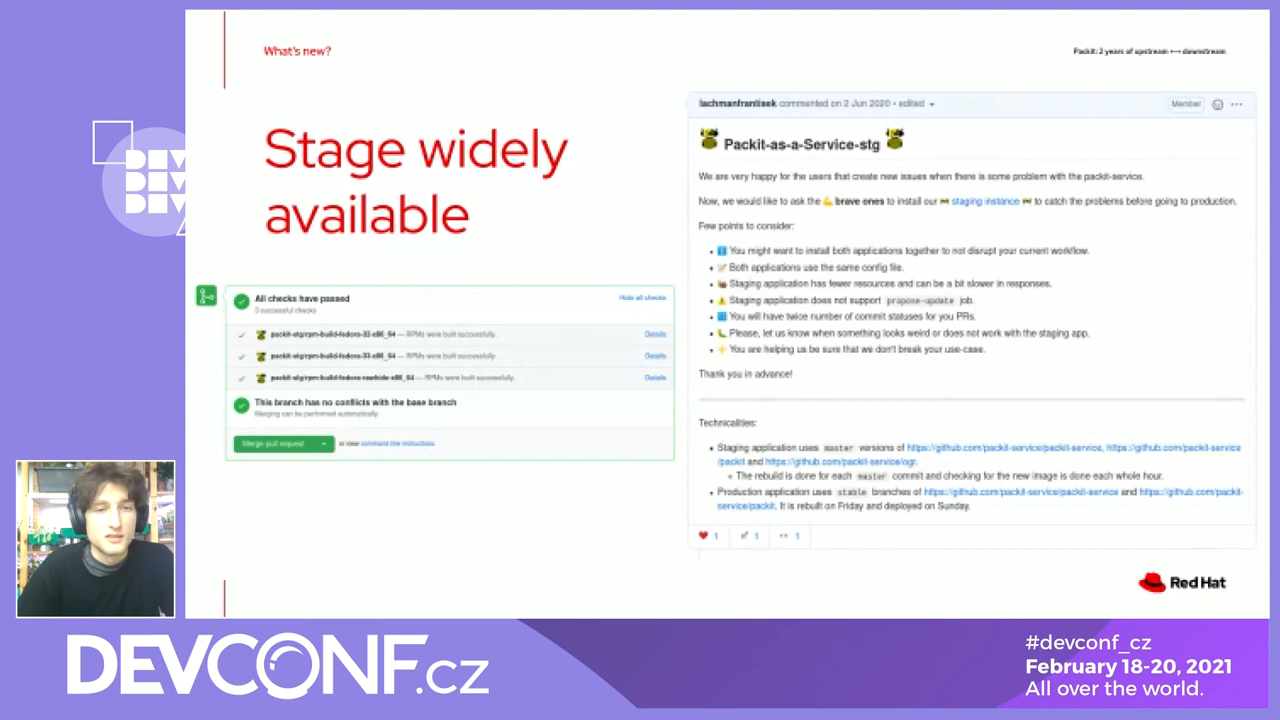 What's new?
Packit: 2 years of upstream ⟷ downstream
Stage widely
available
All checks have passed
Hide all checks
3 successful checks
packit-stg/rpm-build-fedora-33-x86_64 — RPMs were built successfully.
Details
packit-stg/rpm-build-fedora-33-x86_64 — RPMs were built successfully.
Details
packit-stg/rpm-build-fedora-rawhide-x86_64 — RPMs were built successfully.
Details
This branch has no conflicts with the base branch
Merging can be performed automatically.
Merge pull request
or view command line instructions.
lachmanfrantisek commented on 2 Jun 2020 • edited
Member
Packit-as-a-Service-stg
We are very happy for the users that create new issues when there is some problem with the packit-service.
Now, we would like to ask the 💪 brave ones to install our staging instance to catch the problems before going to production.
Few points to consider:
• You might want to install both applications together to not disrupt your current workflow.
• Both applications use the same config file.
• Staging application has fewer resources and can be a bit slower in responses.
• Staging application does not support propose-update job.
• You will have twice number of commit statuses for you PRs.
• Please, let us know when something looks weird or does not work with the staging app.
• You are helping us be sure that we don't break your use-case.
Thank you in advance!
Technicalities:
• Staging application uses master versions of https://github.com/packit-service/packit-service, https://github.com/packit-service
/packit and https://github.com/packit-service/ogr.
The rebuild is done for each master commit and checking for the new image is done each whole hour.
• Production application uses stable branches of https://github.com/packit-service/packit-service and https://github.com/packit-
service/packit. It is rebuilt on Friday and deployed on Sunday.
1
1
1
Red Hat
DEV
DEV
DEV
DEVCONF.cz
#devconf_cz
February 18-20, 2021
All over the world.